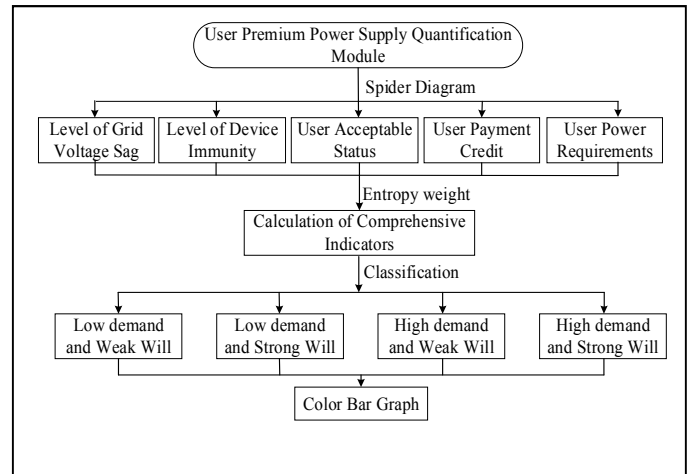 User Premium Power Supply Quantification
Module
Spider Diagram
Level of Grid
Voltage Sag
Level of Device
Immunity
User Acceptable
Status
User Payment
Credit
User Power
Requirements
Entropy weight
Calculation of Comprehensive
Indicators
Classification
Low demand
and Weak Will
Low demand
and Strong Will
High demand
and Weak Will
High demand
and Strong Will
Color Bar Graph